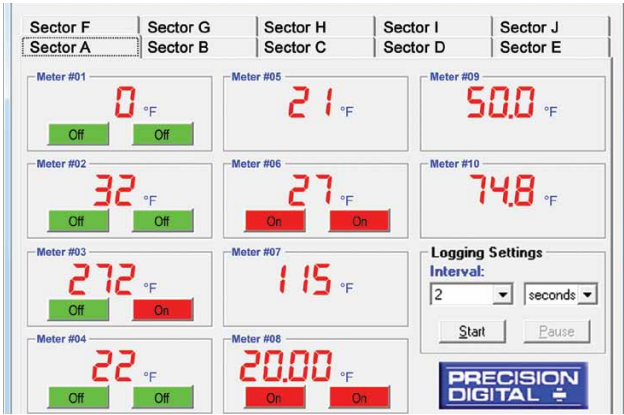 Sector F Sector G Sector H Sector I Sector J
Sector A Sector B Sector C Sector D Sector E
Meter #01 Meter #05 Meter #09
0 °F 21 °F 50.0 °F
Off Off
Meter #02 Meter #06 Meter #10
32 °F 27 °F 74.8 °F
Off Off On On
Meter #03 Meter #07 Logging Settings
272 °F 115 °F Interval:
Off On 2 seconds
Start Pause
Meter #04 Meter #08
22 °F 20.00 °F
Off Off On On
PRECISION
DIGITAL